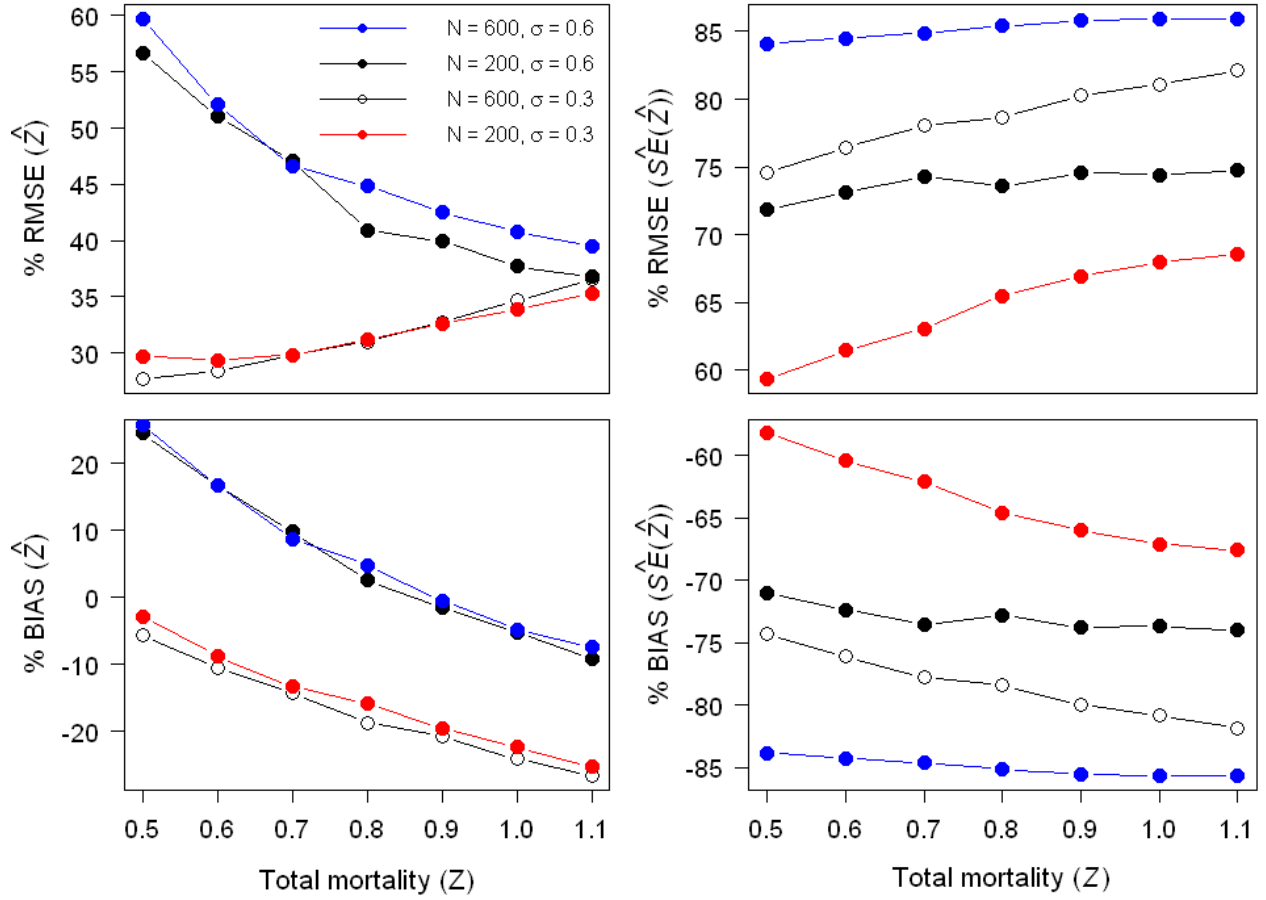 % RMSE (Ẑ)
60
55
50
45
40
35
30
N = 600, σ = 0.6
N = 200, σ = 0.6
N = 600, σ = 0.3
N = 200, σ = 0.3
% RMSE (SÊ(Ẑ))
85
80
75
70
65
60
% BIAS (Ẑ)
20
10
0
-10
-20
0.5 0.6 0.7 0.8 0.9 1.0 1.1
Total mortality (Z)
% BIAS (SÊ(Ẑ))
-60
-65
-70
-75
-80
-85
0.5 0.6 0.7 0.8 0.9 1.0 1.1
Total mortality (Z)